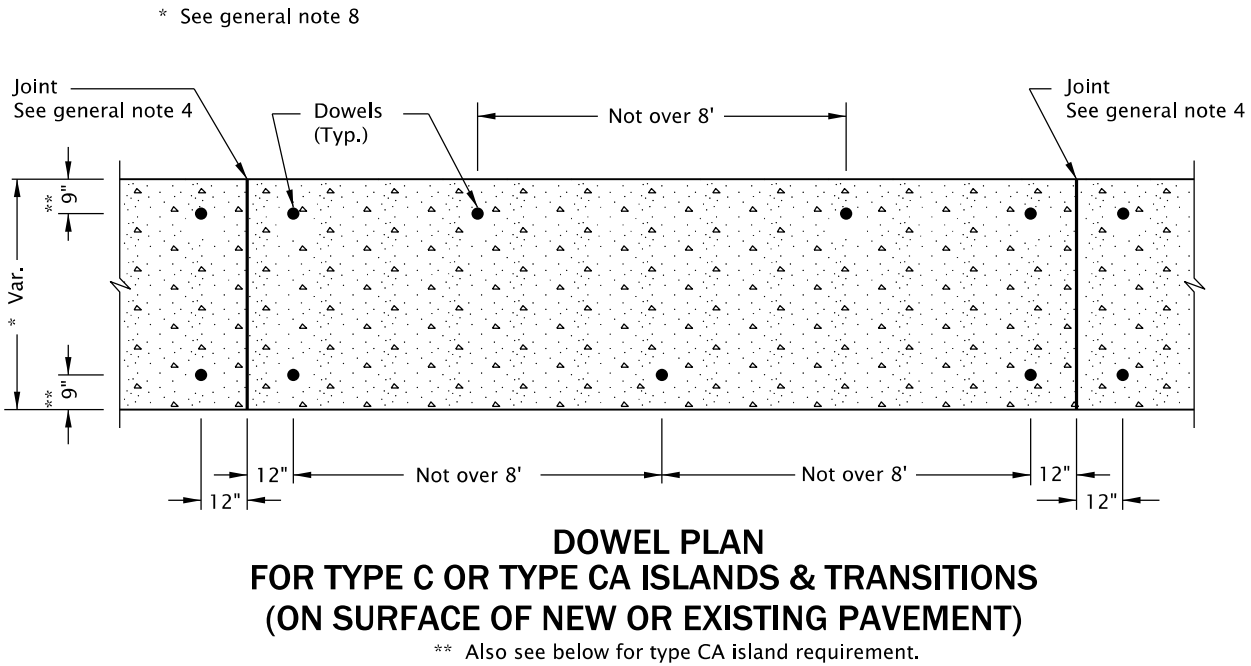 * See general note 8
Joint
See general note 4
Dowels
(Typ.)
Not over 8'
Joint
See general note 4
** 9"
* Var.
** 9"
12"
Not over 8'
Not over 8'
12"
12"
12"
DOWEL PLAN
FOR TYPE C OR TYPE CA ISLANDS & TRANSITIONS
(ON SURFACE OF NEW OR EXISTING PAVEMENT)
** Also see below for type CA island requirement.